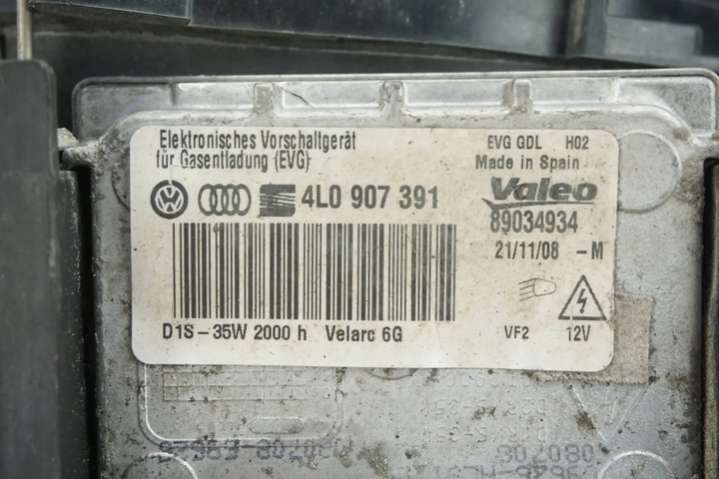 Elektronisches Vorschaltgerät
für Gasentladung (EVG)
EVG GDL H02
Made in Spain
4L0 907 391
Valeo
89034934
21/11/08 -M
D1S-35W 2000 h Velarc 6G
VF2 12V
080708